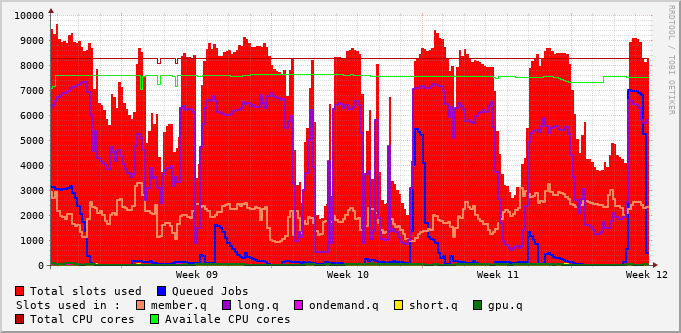 10000
9000
8000
7000
6000
5000
4000
3000
2000
1000
0
Week 09 Week 10 Week 11 Week 12
RRDTOOL / TOBI OETIKER
Total slots used Queued Jobs
Slots used in : member.q long.q ondemand.q short.q gpu.q
Total CPU cores Availale CPU cores